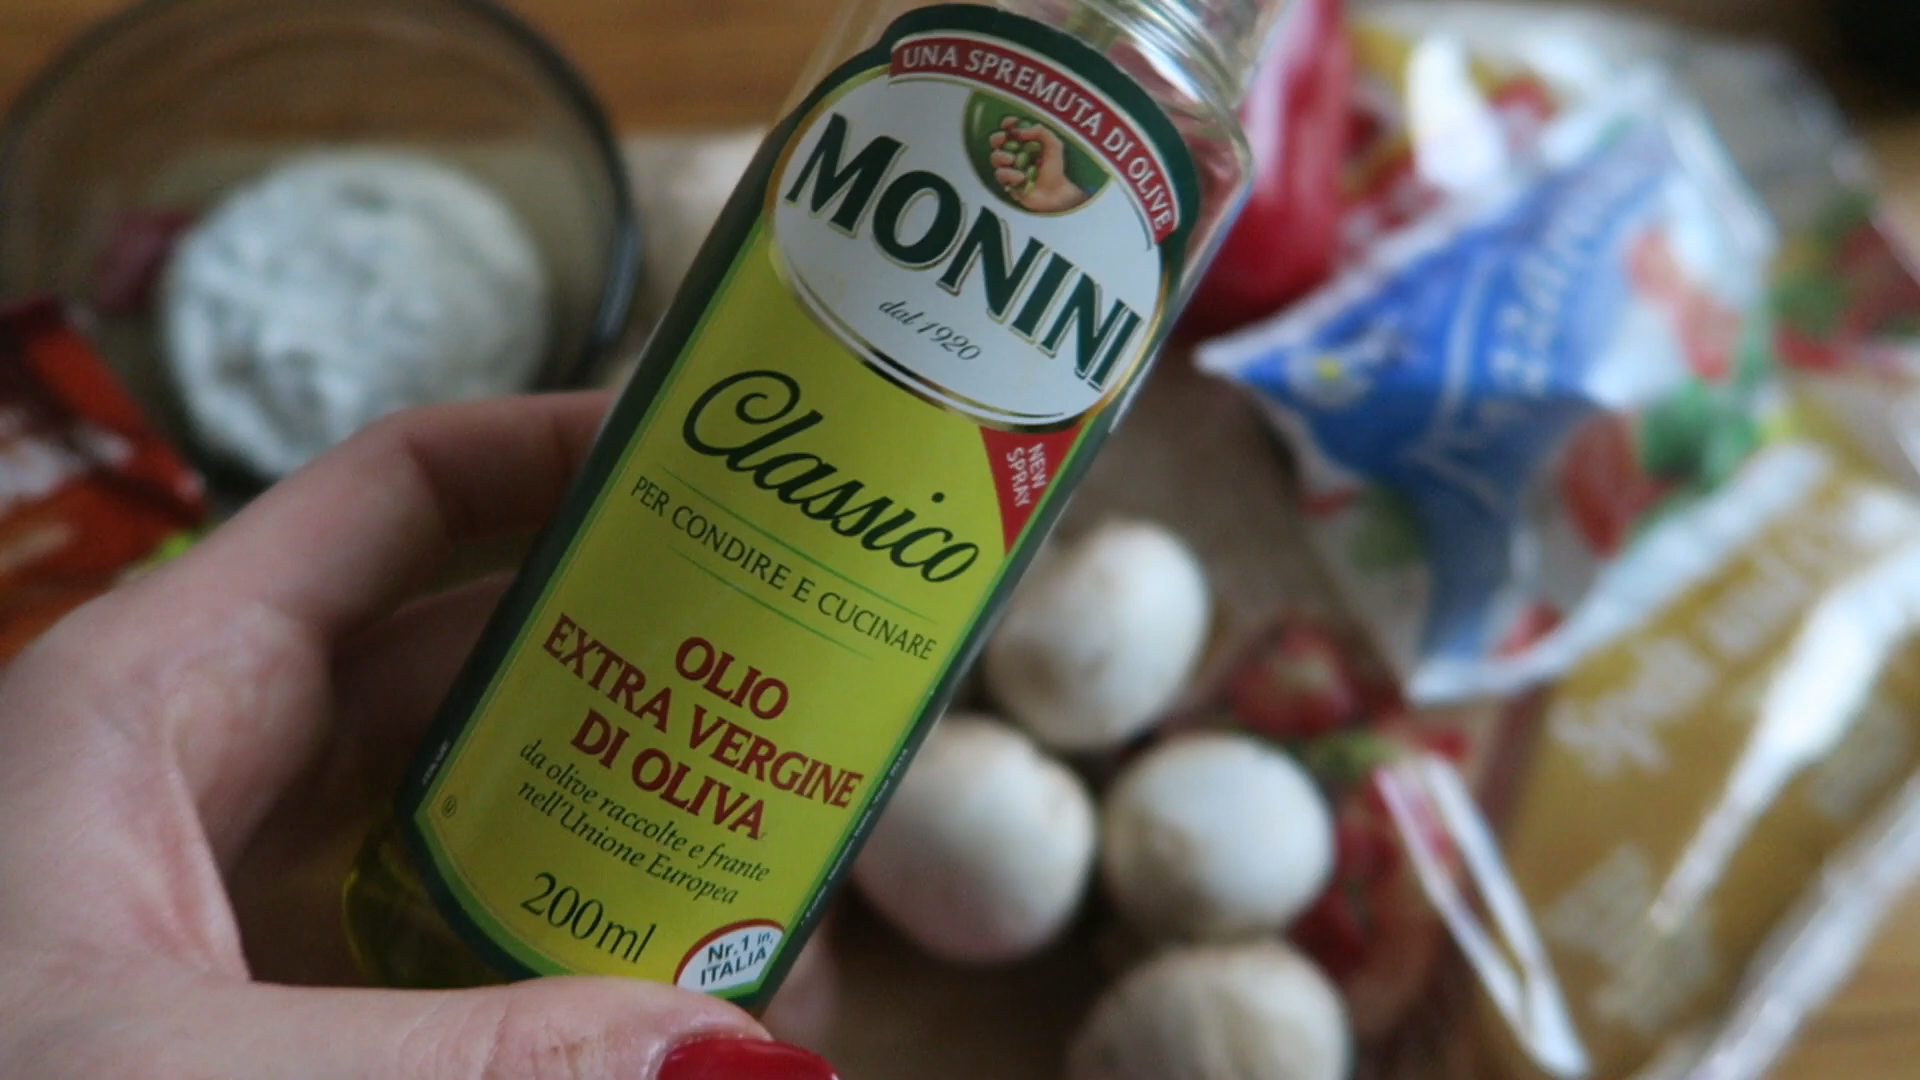 UNA SPREMUTA DI OLIVE
MONINI
dal 1920
Classico
NEW
SPRAY
PER CONDIRE E CUCINARE
OLIO
EXTRA VERGINE
DI OLIVA
da olive raccolte e frante
nell'Unione Europea
200ml
Nr. 1 in
ITALIA